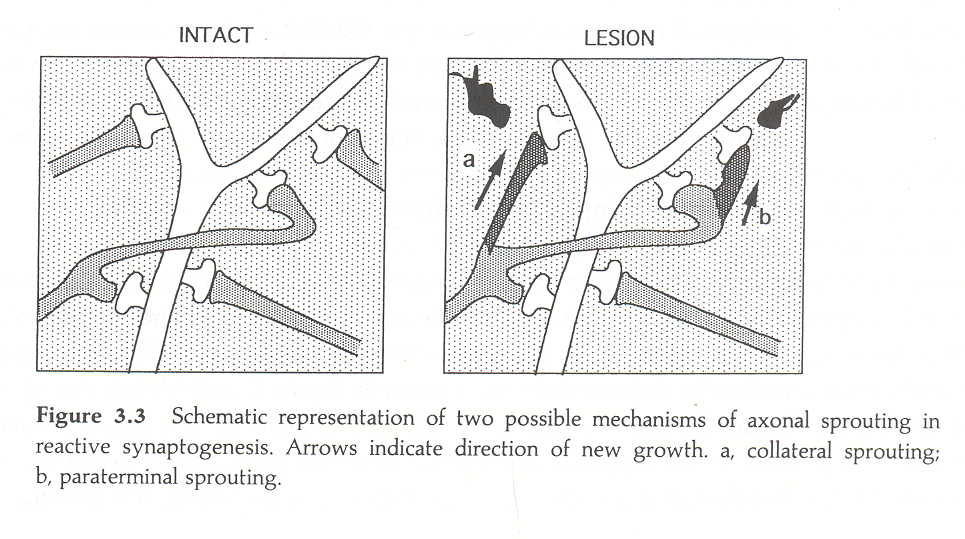 INTACT
LESION
a
b
Figure 3.3 Schematic representation of two possible mechanisms of axonal sprouting in
reactive synaptogenesis. Arrows indicate direction of new growth. a, collateral sprouting;
b, paraterminal sprouting.